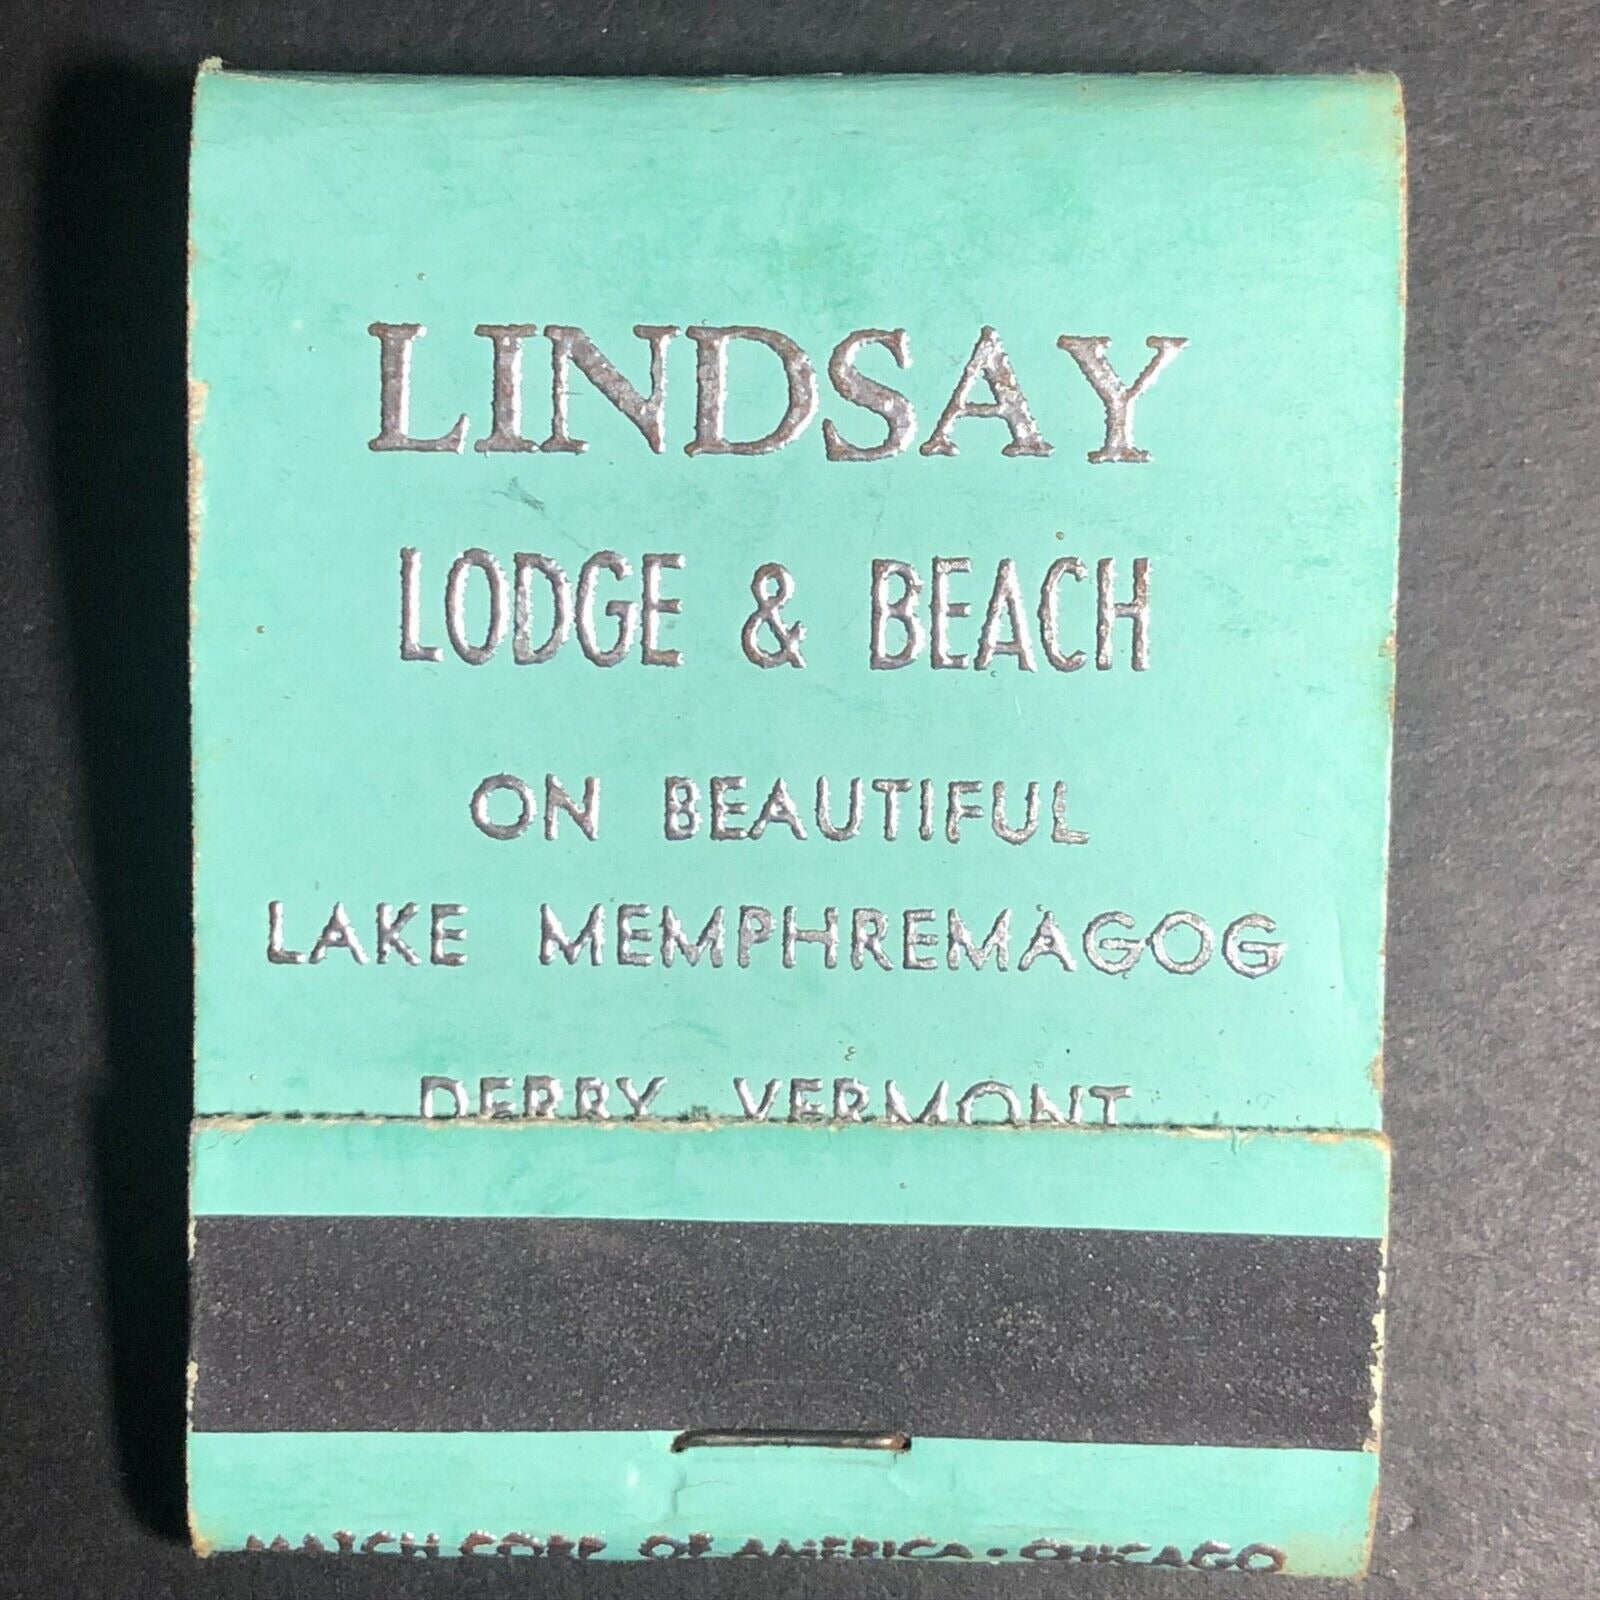 LINDSAY
LODGE & BEACH
ON BEAUTIFUL
LAKE MEMPHREMAGOG
DERBY, VERMONT
MATCH CORP. OF AMERICA · CHICAGO